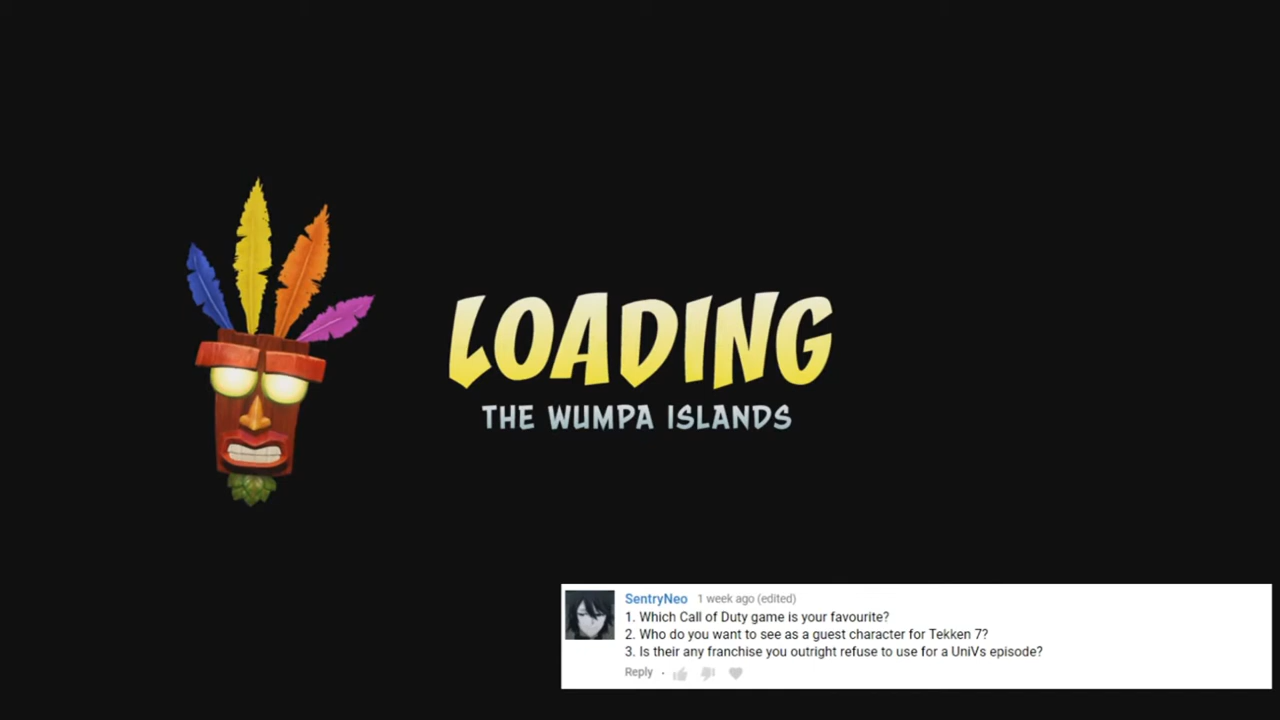 LOADING
THE WUMPA ISLANDS
SentryNeo 1 week ago (edited)
1. Which Call of Duty game is your favourite?
2. Who do you want to see as a guest character for Tekken 7?
3. Is their any franchise you outright refuse to use for a UniVs episode?
Reply ·